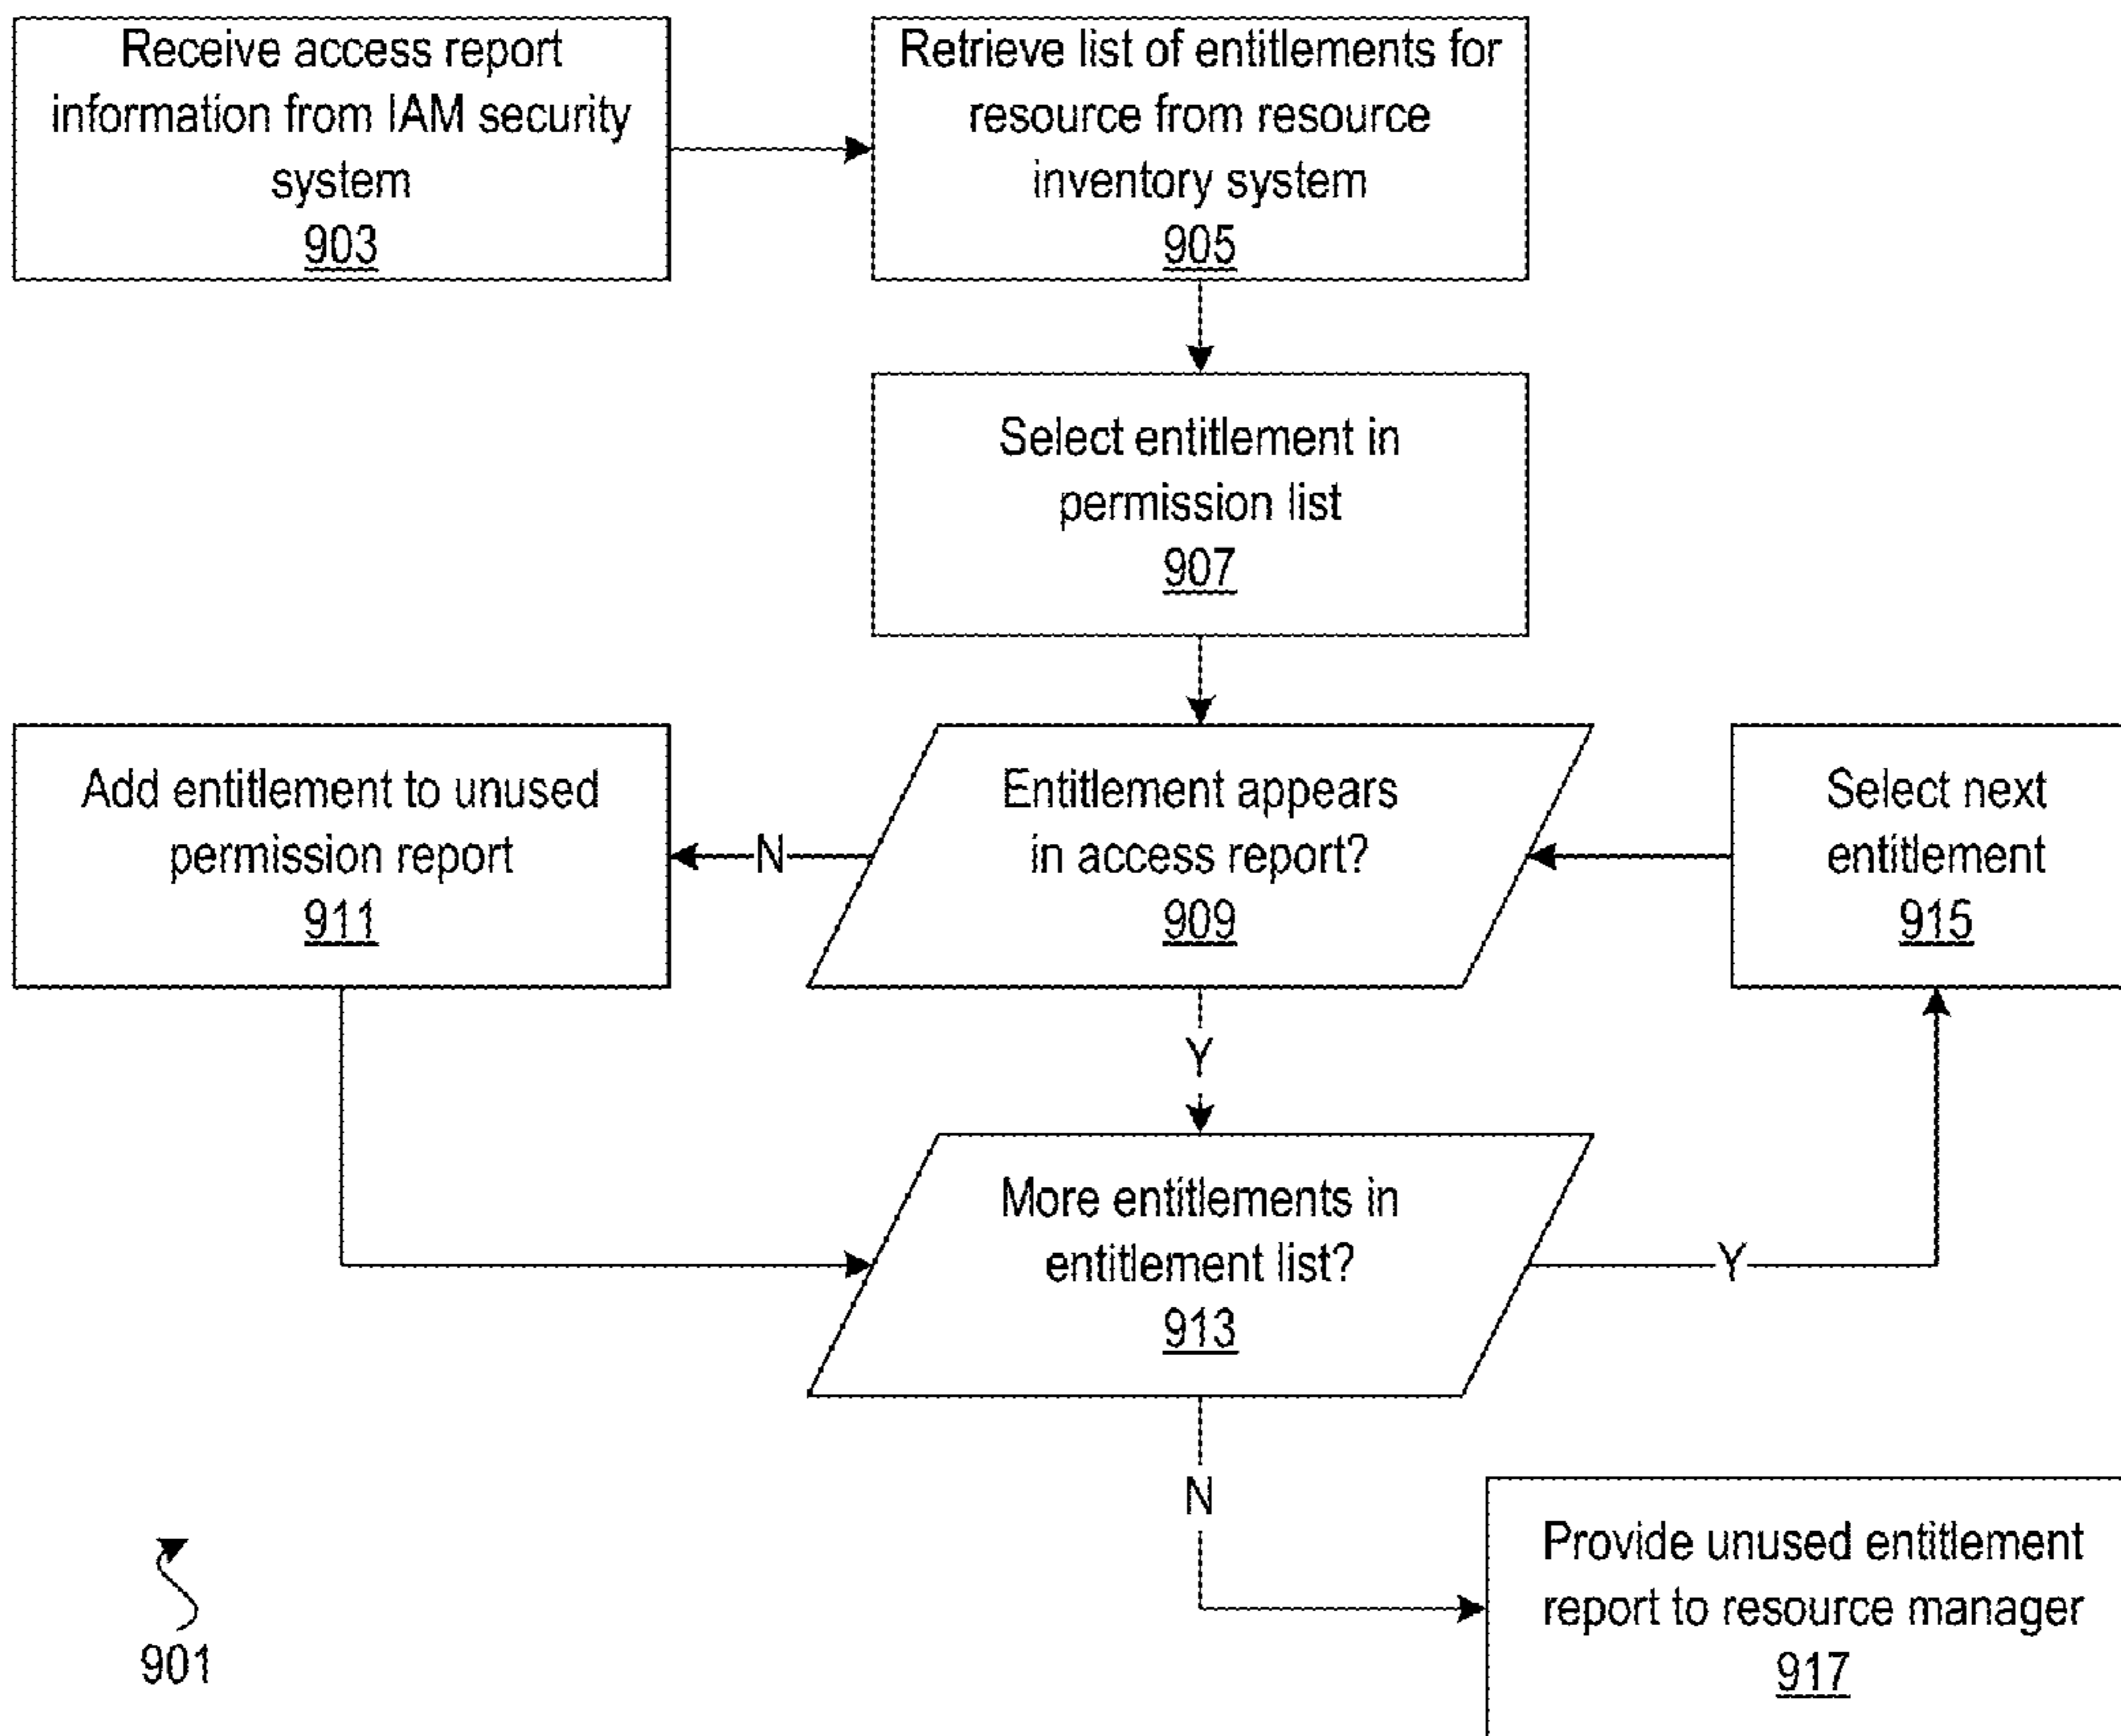 Receive access report
information from IAM security
system
903
Retrieve list of entitlements for
resource from resource
inventory system
905
Select entitlement in
permission list
907
Add entitlement to unused
permission report
911
N
Entitlement appears
in access report?
909
Select next
entitlement
915
Y
More entitlements in
entitlement list?
913
Y
N
Provide unused entitlement
report to resource manager
917
901